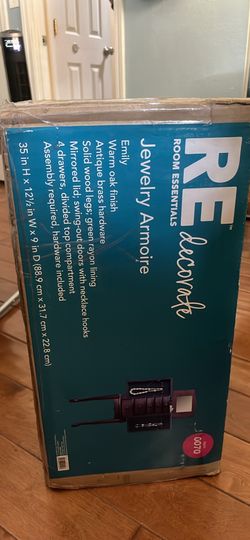 RE decorate™
ROOM ESSENTIALS
Jewelry Armoire
Emily
Warm oak finish
Antique brass hardware
Solid wood legs; green rayon lining
Mirrored lid; swing-out doors with necklace hooks
4 drawers, divided top compartment
Assembly required, hardware included
35 in H x 12½ in W x 9 in D (88.9 cm x 31.7 cm x 22.8 cm)
0070